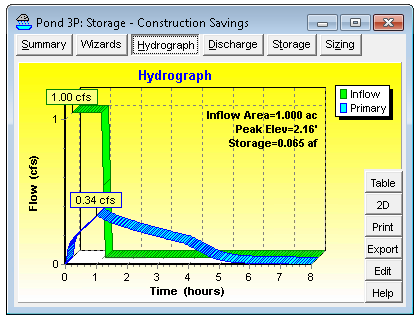 Pond 3P: Storage - Construction Savings
Summary Wizards Hydrograph Discharge Storage Sizing
Hydrograph
1.00 cfs
Inflow
Primary
Inflow Area=1.000 ac
Peak Elev=2.16'
Storage=0.065 af
1
Flow (cfs)
0.34 cfs
0
0 1 2 3 4 5 6 7 8
Time (hours)
Table
2D
Print
Export
Edit
Help